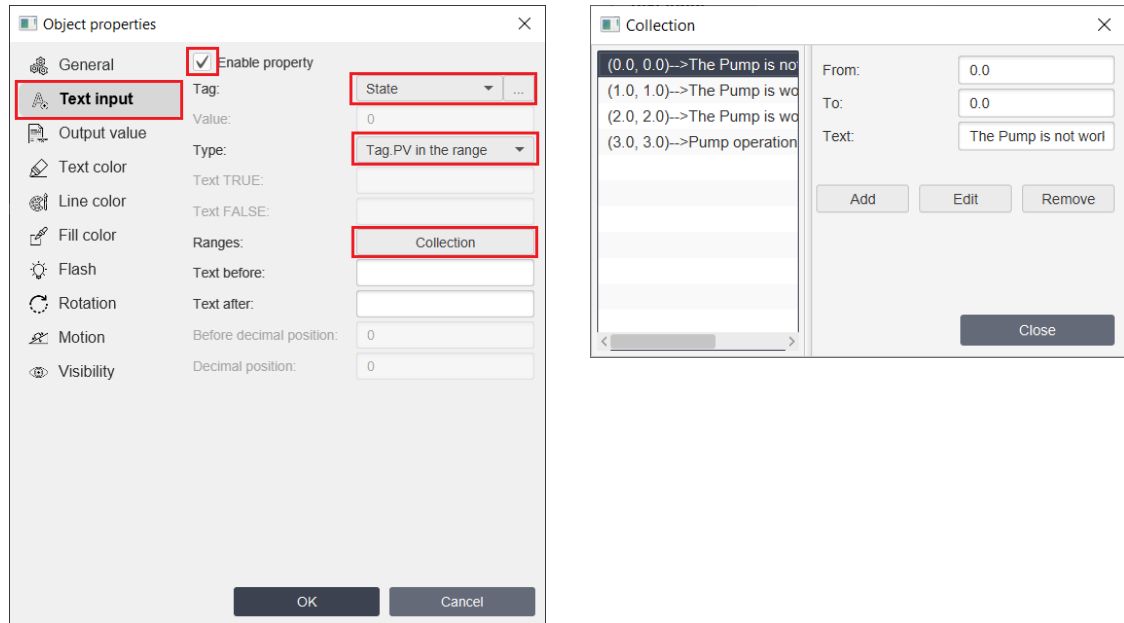 Object properties
General
Text input
Output value
Text color
Line color
Fill color
Flash
Rotation
Motion
Visibility
Enable property
Tag: State ...
Value: 0
Type: Tag.PV in the range
Text TRUE:
Text FALSE:
Ranges: Collection
Text before:
Text after:
Before decimal position: 0
Decimal position: 0
OK Cancel
Collection
(0.0, 0.0)-->The Pump is no
(1.0, 1.0)-->The Pump is wo
(2.0, 2.0)-->The Pump is wo
(3.0, 3.0)-->Pump operation
From: 0.0
To: 0.0
Text: The Pump is not worl
Add Edit Remove
Close